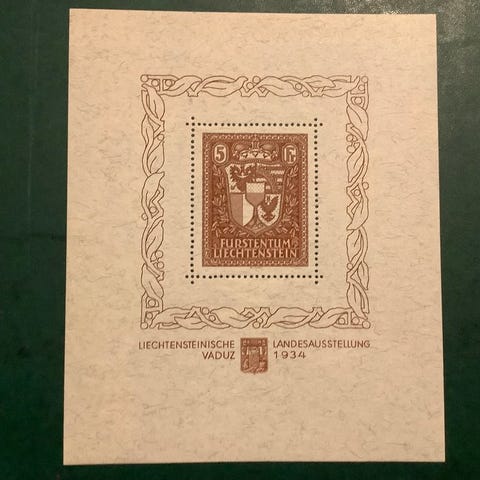 5 Fr
FÜRSTENTUM
LIECHTENSTEIN
LIECHTENSTEINISCHE LANDESAUSSTELLUNG
VADUZ 1934